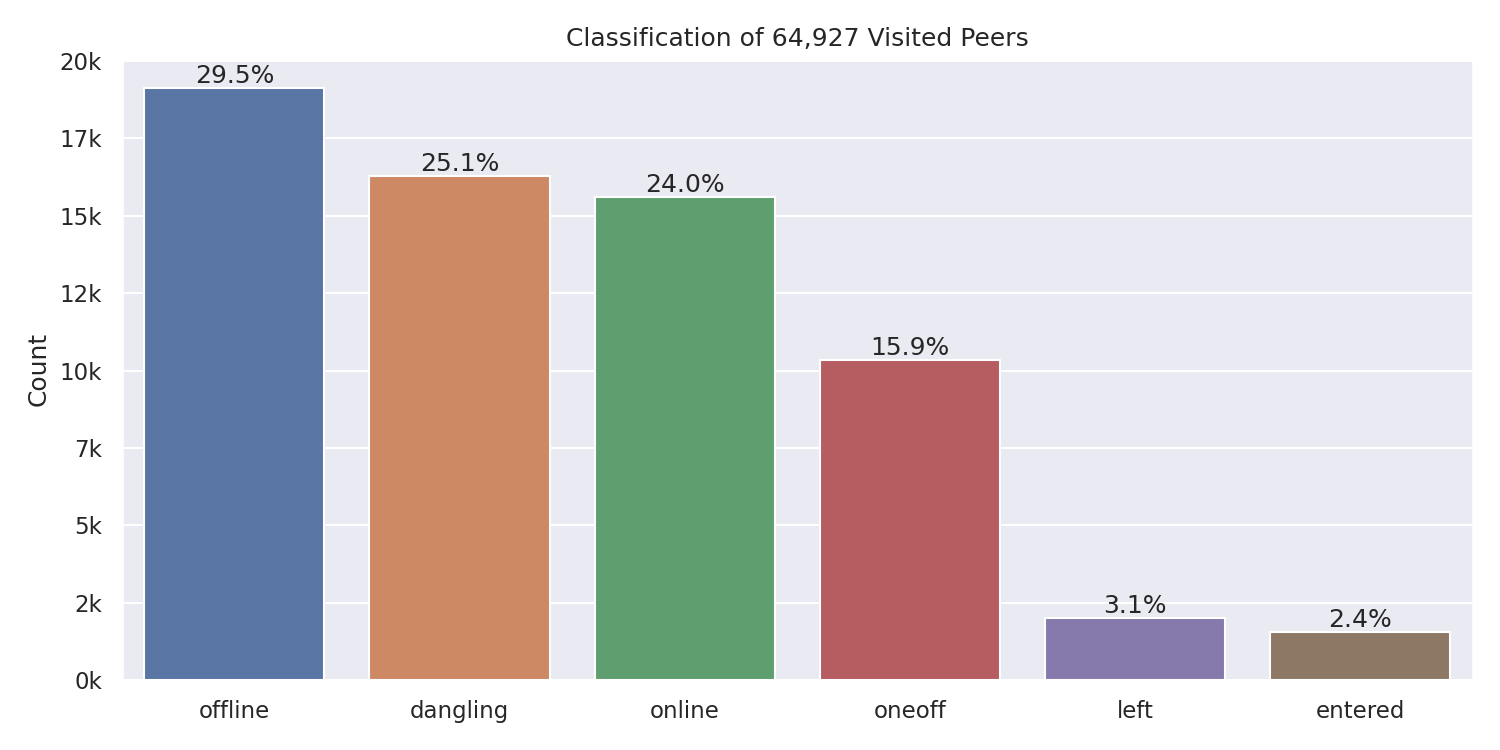 Classification of 64,927 Visited Peers
20k
17k
15k
12k
10k
7k
5k
2k
0k
Count
29.5%
25.1%
24.0%
15.9%
3.1%
2.4%
offline
dangling
online
oneoff
left
entered